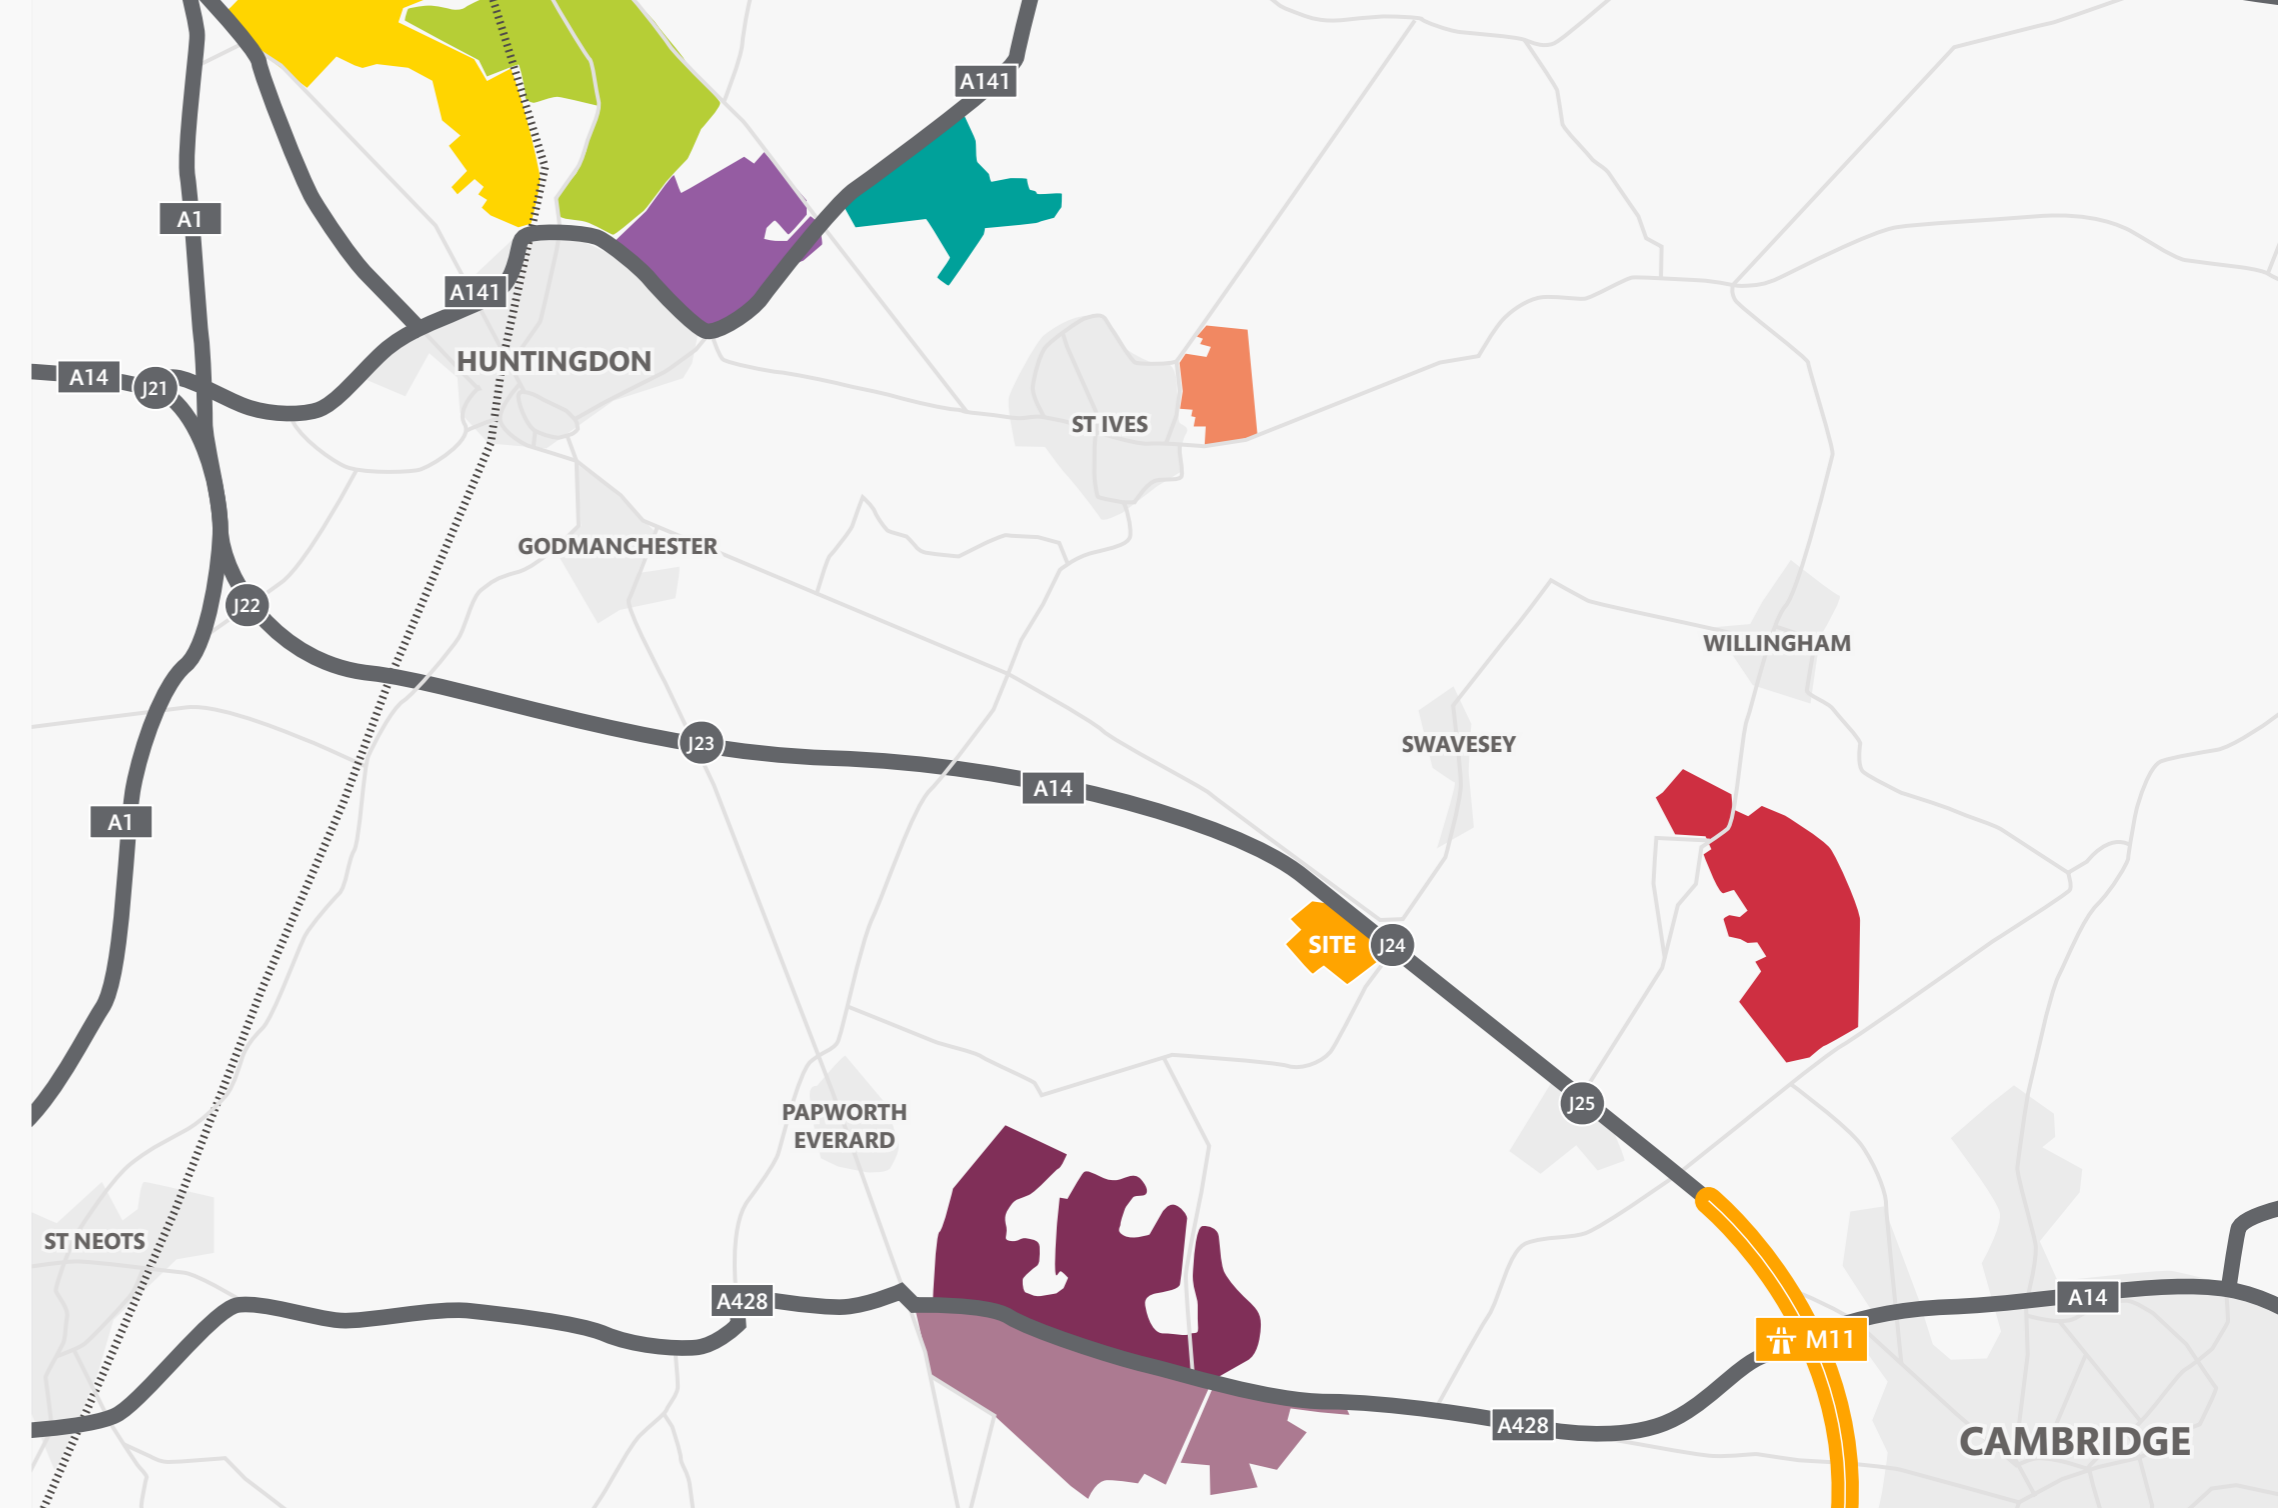 A141
A1
A141
HUNTINGDON
A14
J21
ST IVES
GODMANCHESTER
J22
WILLINGHAM
J23
SWAVESEY
A14
A1
SITE
J24
J25
PAPWORTH
EVERARD
ST NEOTS
A428
A14
M11
A428
CAMBRIDGE